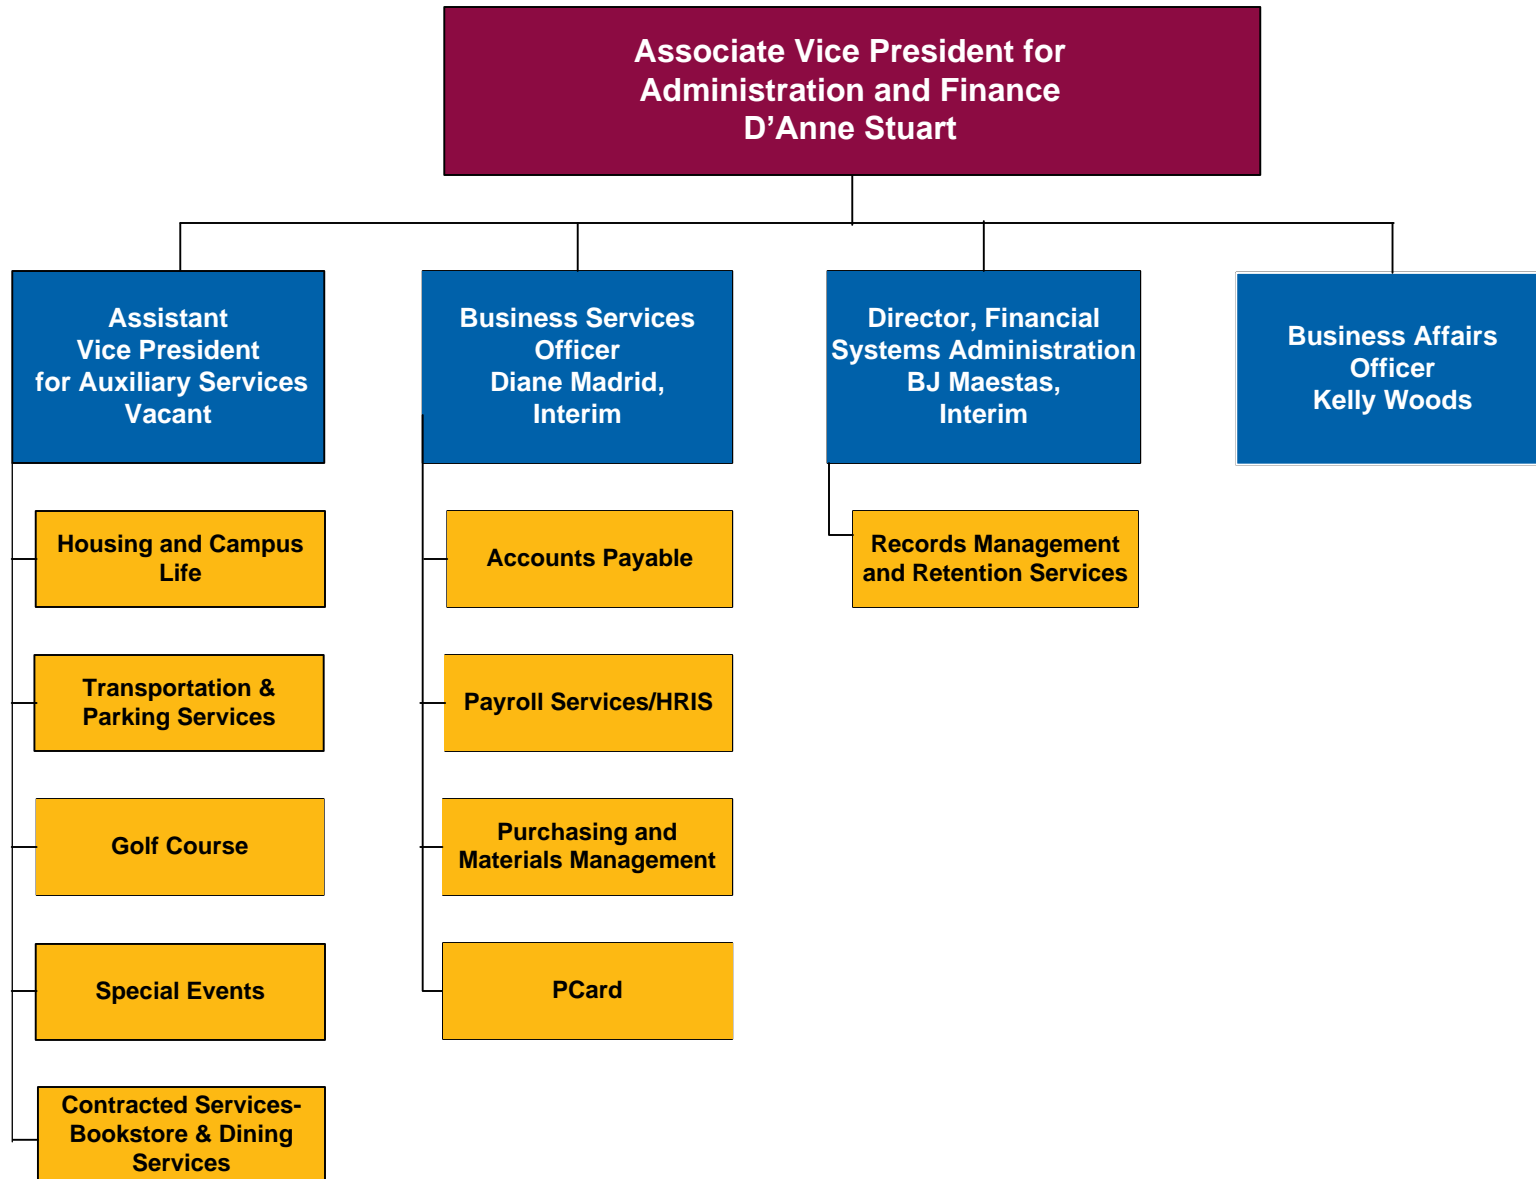 Associate Vice President for
Administration and Finance
D’Anne Stuart
Assistant
Vice President
for Auxiliary Services
Vacant
Business Services
Officer
Diane Madrid,
Interim
Director, Financial
Systems Administration
BJ Maestas,
Interim
Business Affairs
Officer
Kelly Woods
Housing and Campus
Life
Accounts Payable
Records Management
and Retention Services
Transportation &
Parking Services
Payroll Services/HRIS
Golf Course
Purchasing and
Materials Management
Special Events
PCard
Contracted Services-
Bookstore & Dining
Services